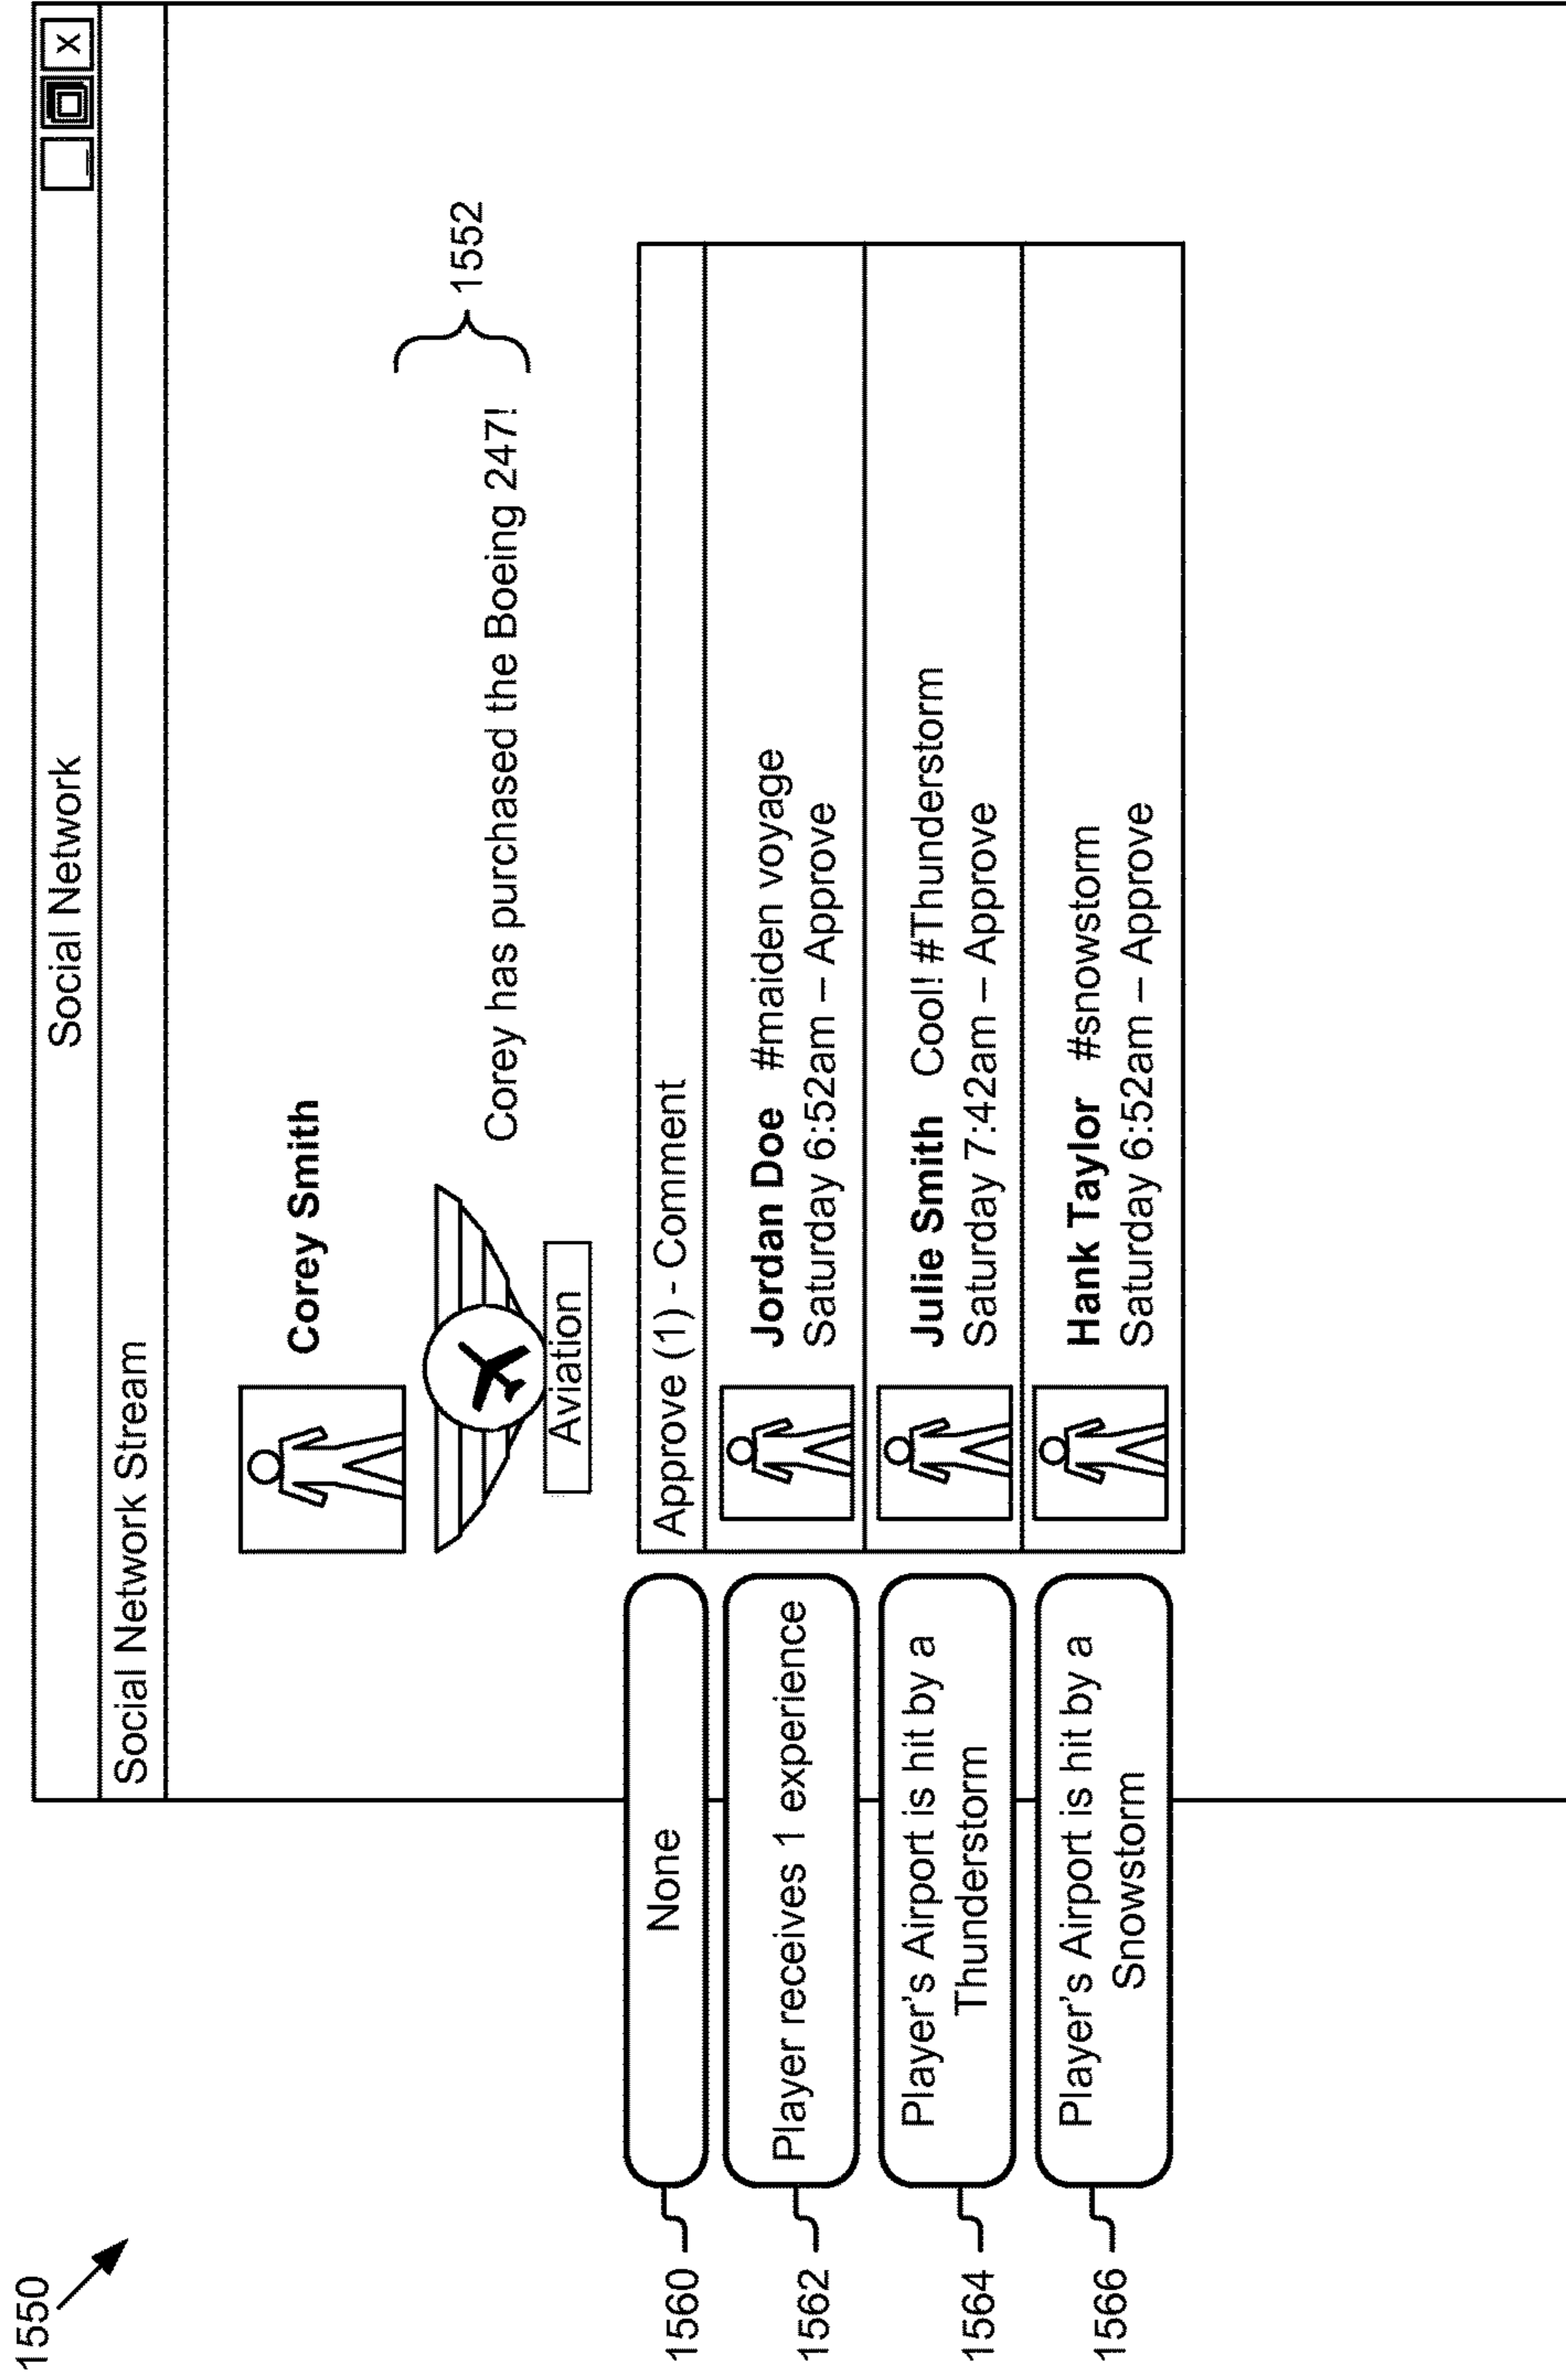 1550
Social Network
_ X
Social Network Stream
Corey Smith
Aviation
Corey has purchased the Boeing 247!
1552
1560
None
Approve (1) - Comment
1562
Player receives 1 experience
Jordan Doe #maiden voyage
Saturday 6:52am – Approve
1564
Player's Airport is hit by a
Thunderstorm
Julie Smith Cool! #Thunderstorm
Saturday 7:42am – Approve
1566
Player's Airport is hit by a
Snowstorm
Hank Taylor #snowstorm
Saturday 6:52am – Approve